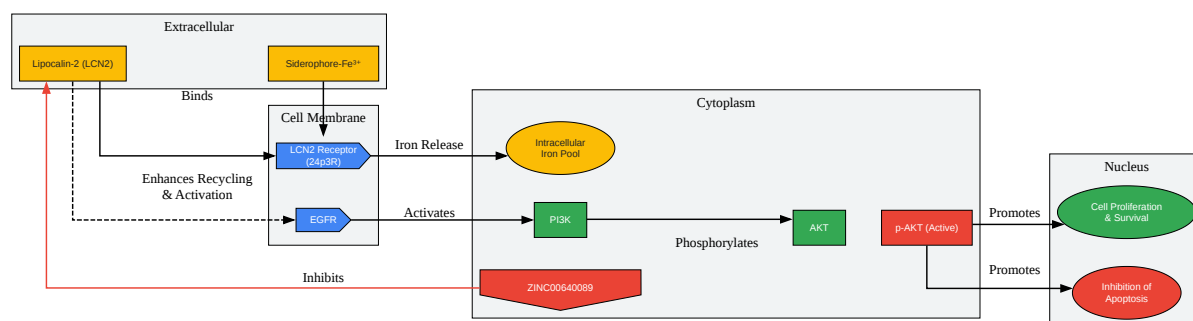 Extracellular
Lipocalin-2 (LCN2)
Siderophore-Fe³⁺
Binds
Cell Membrane
LCN2 Receptor
(24p3R)
Iron Release
Enhances Recycling
& Activation
EGFR
Activates
Cytoplasm
Intracellular
Iron Pool
PI3K
Phosphorylates
AKT
p-AKT (Active)
Inhibits
ZINC00640089
Promotes
Promotes
Nucleus
Cell Proliferation
& Survival
Inhibition of
Apoptosis